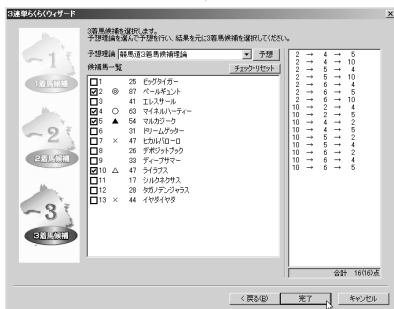 3連単らくらくウィザード
3着馬候補を選択します。
予想理論を選んで予想を行い、結果を元に3着馬候補を選択してください。
予想理論 競馬道3着馬候補理論 予想
候補馬一覧 チェックリセット
1 25 ビッグタイガー
2 ◎ 87 ペールギュント
3 41 エレスサール
4 ○ 63 マイネルハーティー
5 ▲ 54 マルカジーク
6 31 ドリームゲッター
7 × 47 ヒカルバローロ
8 26 デポジットブック
9 33 ディープサマー
10 △ 47 ライラプス
11 17 シルクネクサス
12 28 タガノデンジャラス
13 × 44 イヤダイヤダ
2 → 4 → 5
2 → 4 → 10
2 → 5 → 4
2 → 5 → 10
2 → 6 → 4
2 → 6 → 5
2 → 6 → 10
10 → 2 → 4
10 → 2 → 5
10 → 4 → 2
10 → 4 → 5
10 → 5 → 2
10 → 5 → 4
10 → 6 → 2
10 → 6 → 4
10 → 6 → 5
合計 16(16)点
1
1着馬候補
2
2着馬候補
3
3着馬候補
< 戻る(B) 完了 キャンセル